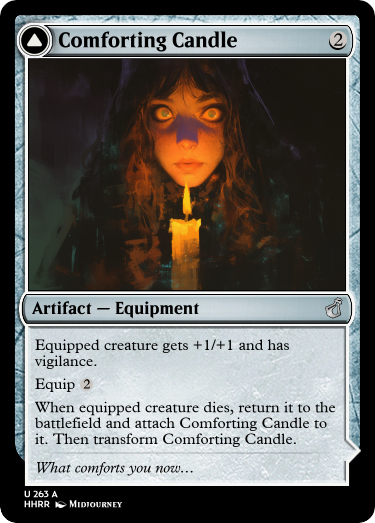 Comforting Candle 2
Artifact — Equipment
Equipped creature gets +1/+1 and has
vigilance.
Equip 2
When equipped creature dies, return it to the
battlefield and attach Comforting Candle to
it. Then transform Comforting Candle.
What comforts you now…
U 263 A
HHRR MIDJOURNEY